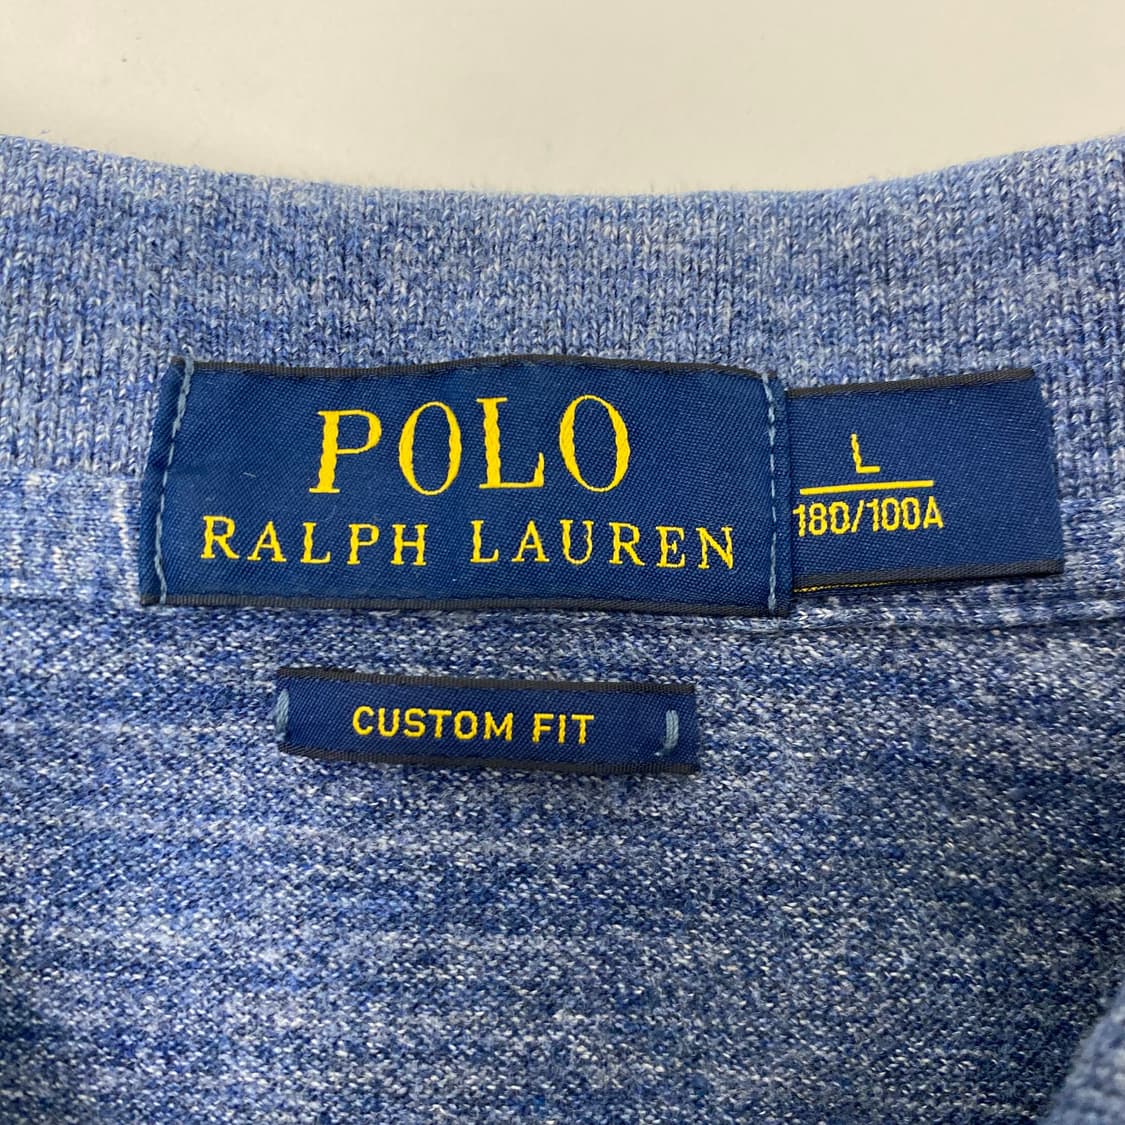 POLO
RALPH LAUREN
L
180/100A
CUSTOM FIT